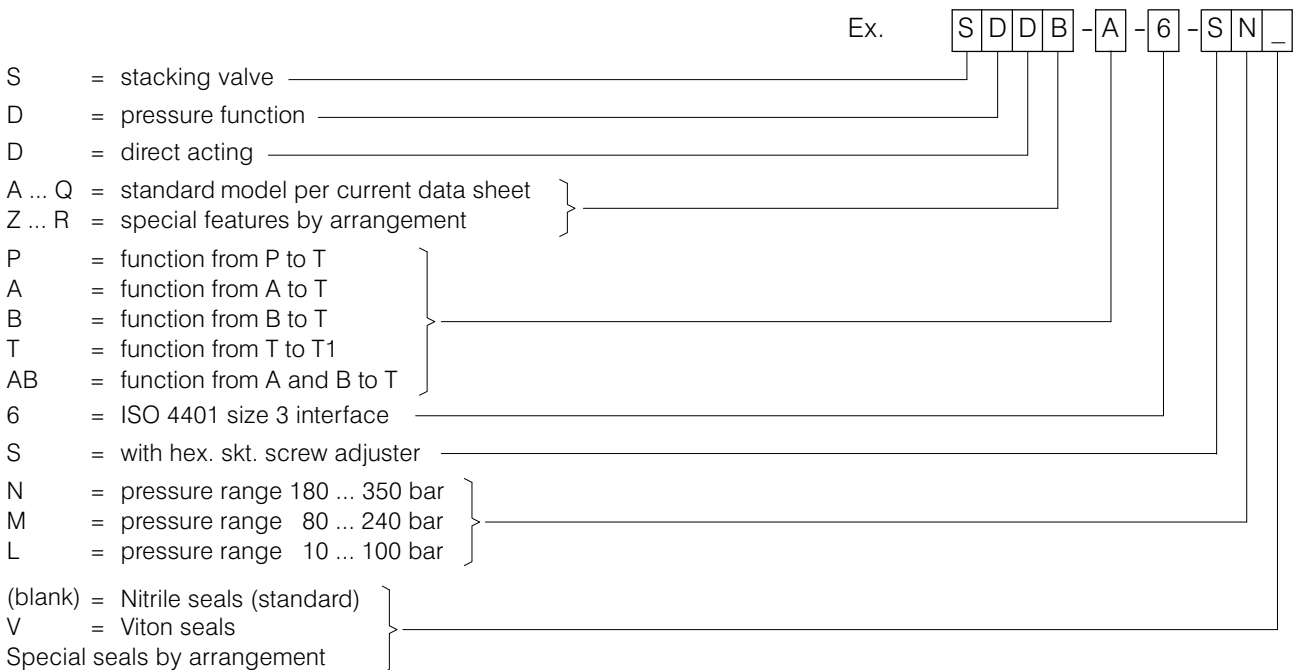 Ex. SDDB-A-6-SN_
S = stacking valve
D = pressure function
D = direct acting
A ... Q = standard model per current data sheet
Z ... R = special features by arrangement
P = function from P to T
A = function from A to T
B = function from B to T
T = function from T to T1
AB = function from A and B to T
6 = ISO 4401 size 3 interface
S = with hex. skt. screw adjuster
N = pressure range 180 ... 350 bar
M = pressure range 80 ... 240 bar
L = pressure range 10 ... 100 bar
(blank) = Nitrile seals (standard)
V = Viton seals
Special seals by arrangement